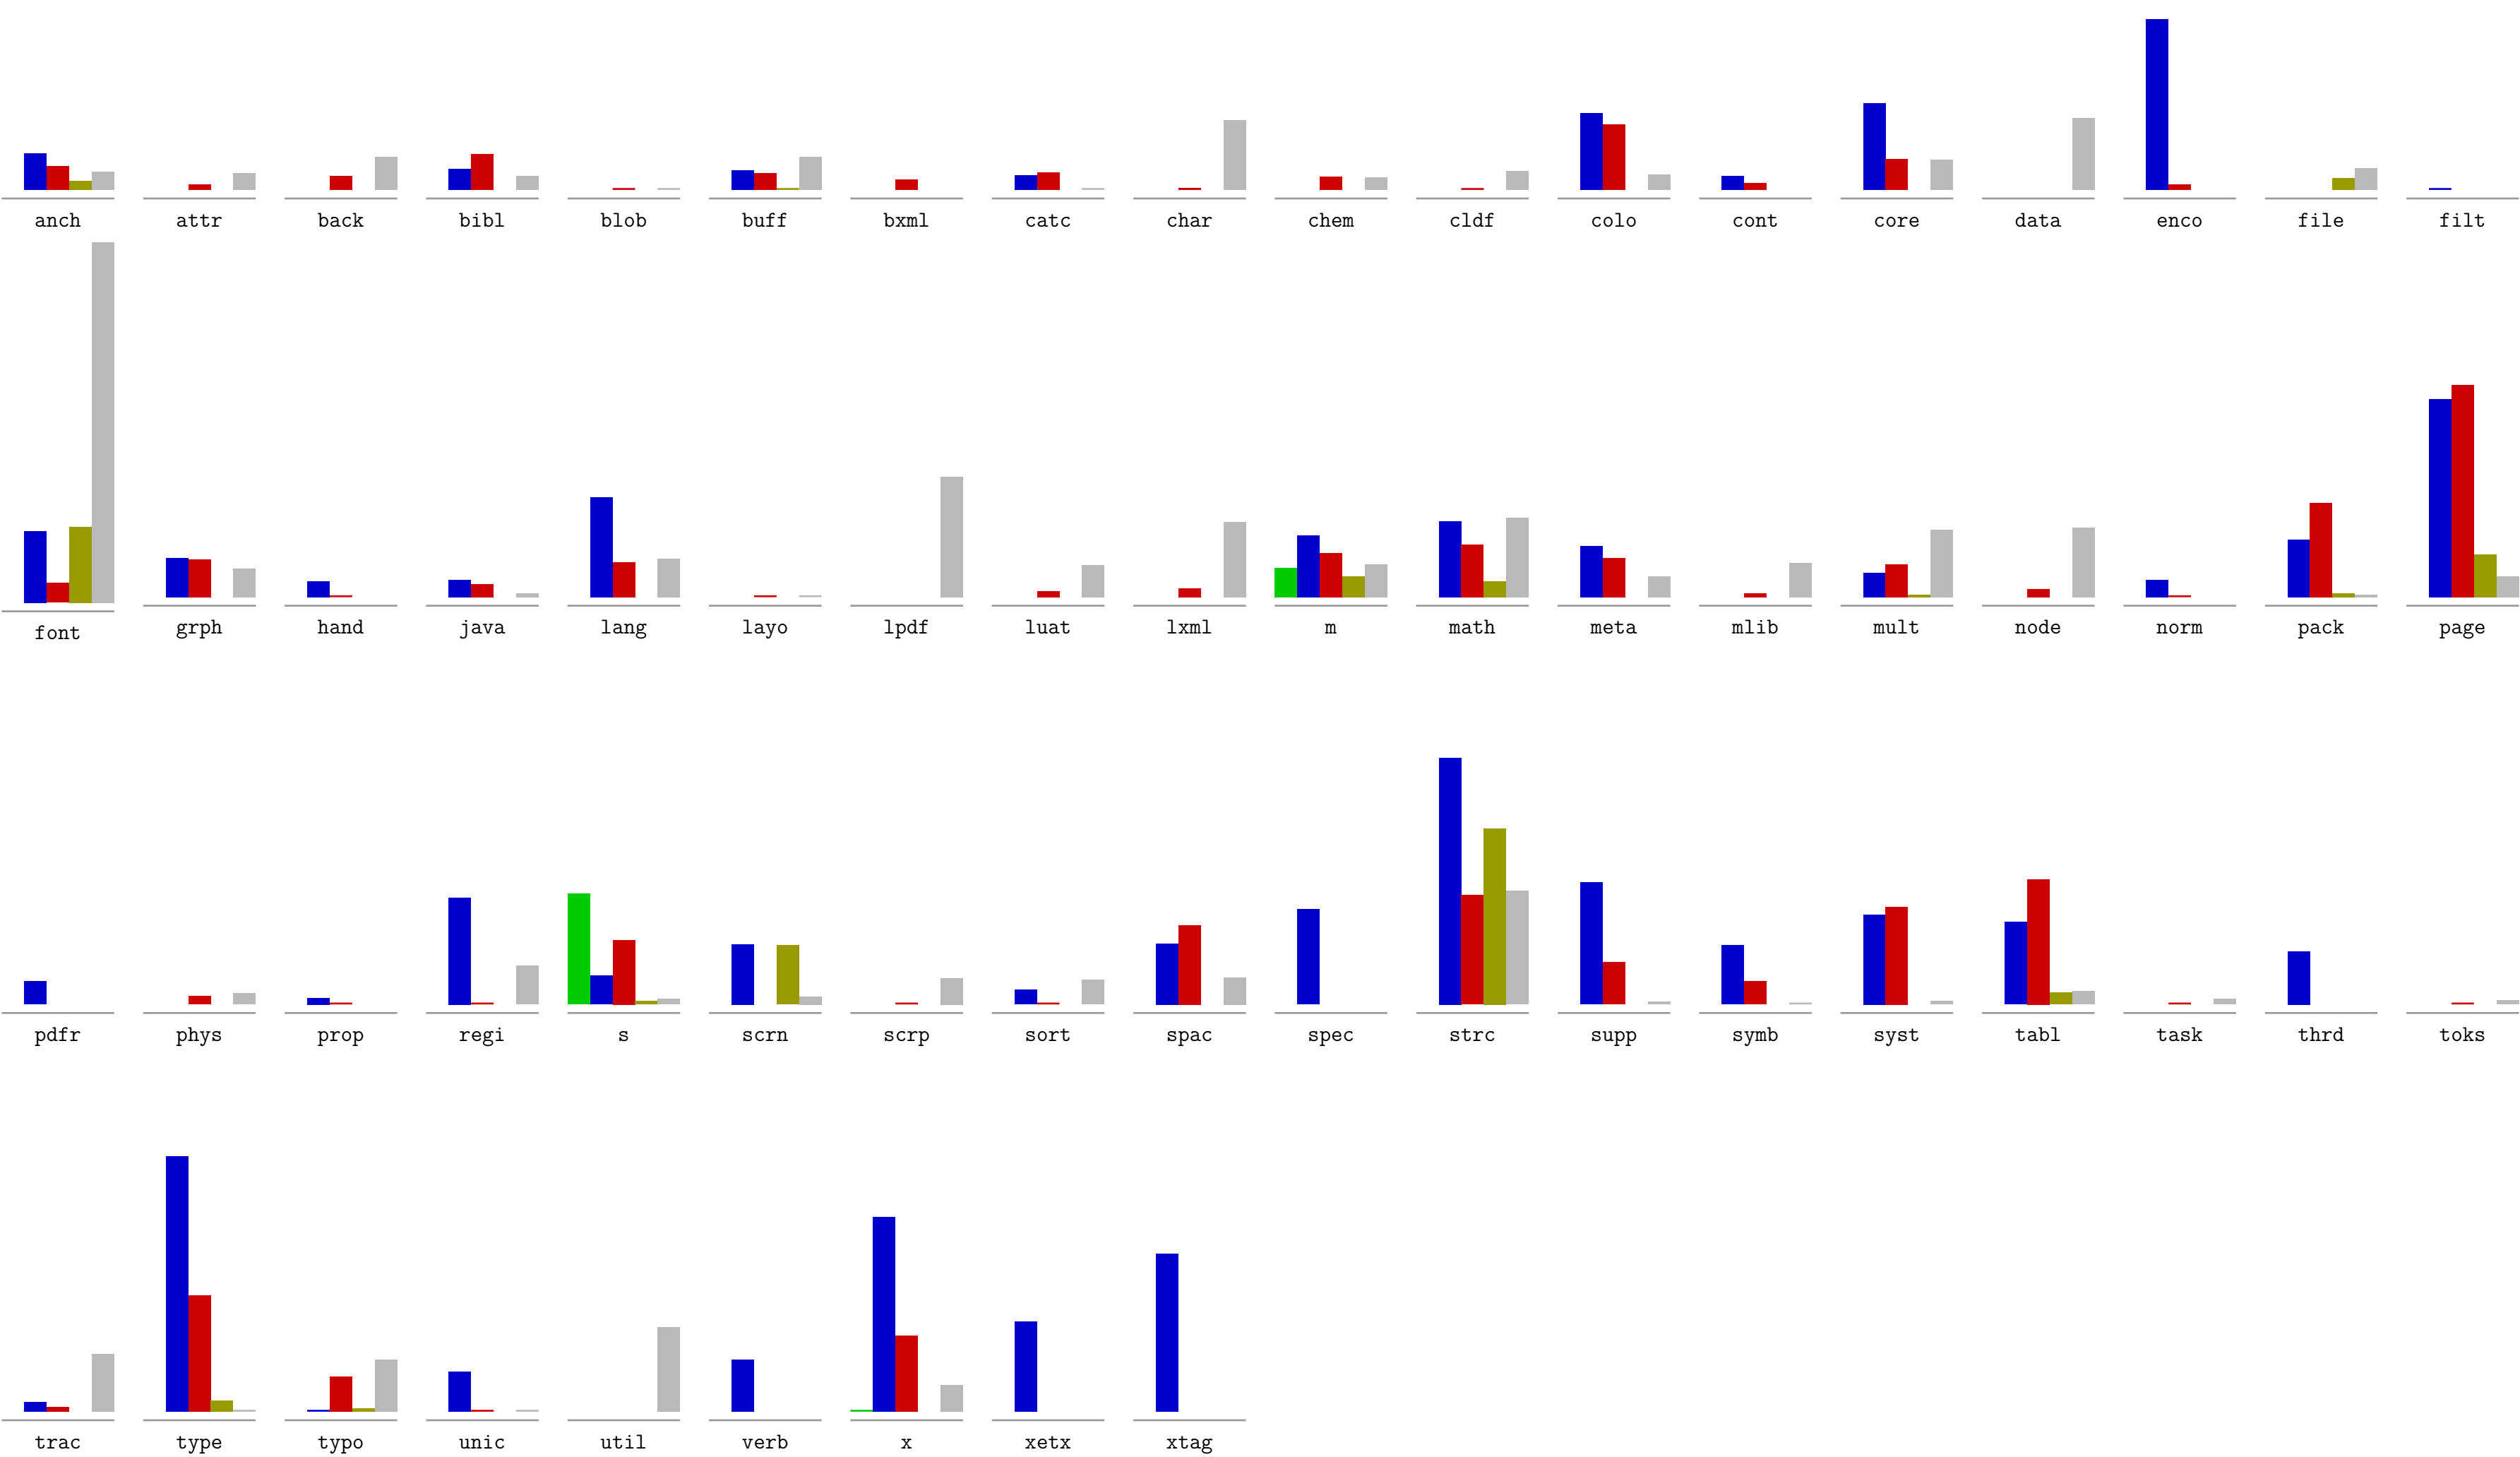 anch attr back bibl blob buff bxml catc char chem cldf colo cont core data enco file filt
font grph hand java lang layo lpdf luat lxml m math meta mlib mult node norm pack page
pdfr phys prop regi s scrn scrp sort spac spec strc supp symb syst tabl task thrd toks
trac type typo unic util verb x xetx xtag